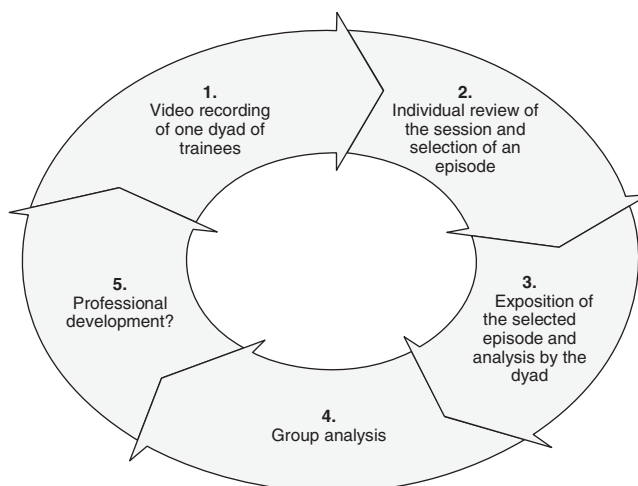 1.
Video recording
of one dyad of
trainees
2.
Individual review of
the session and
selection of an
episode
3.
Exposition of
the selected
episode and
analysis by the
dyad
4.
Group analysis
5.
Professional
development?